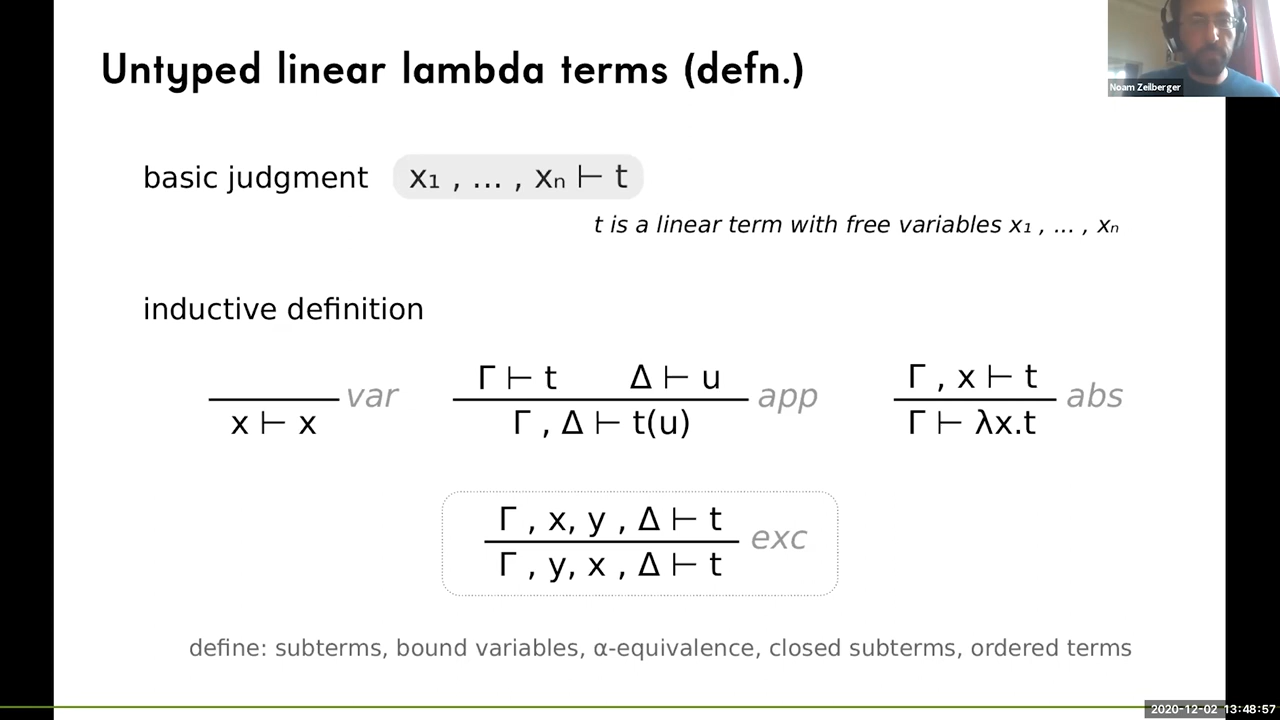 Untyped linear lambda terms (defn.)
Noam Zeilberger
basic judgment x₁ , ... , xₙ ⊢ t
t is a linear term with free variables x₁ , ... , xₙ
inductive definition
x ⊢ x var
Γ ⊢ t Δ ⊢ u
Γ , Δ ⊢ t(u) app
Γ , x ⊢ t
Γ ⊢ λx.t abs
Γ , x, y , Δ ⊢ t
Γ , y, x , Δ ⊢ t exc
define: subterms, bound variables, α-equivalence, closed subterms, ordered terms
2020-12-02 13:48:57